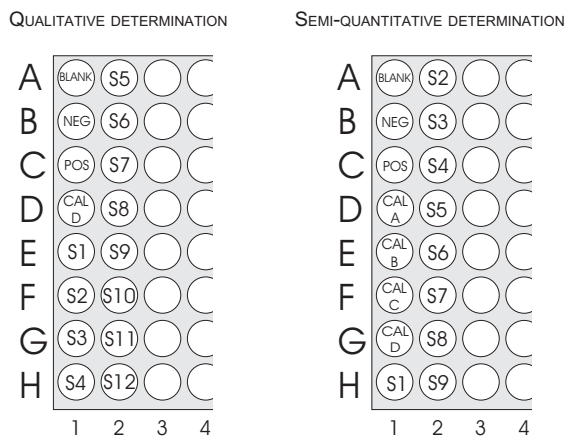 QUALITATIVE DETERMINATION
A BLANK S5
B NEG S6
C POS S7
D CAL D S8
E S1 S9
F S2 S10
G S3 S11
H S4 S12
1 2 3 4
SEMI-QUANTITATIVE DETERMINATION
A BLANK S2
B NEG S3
C POS S4
D CAL A S5
E CAL B S6
F CAL C S7
G CAL D S8
H S1 S9
1 2 3 4